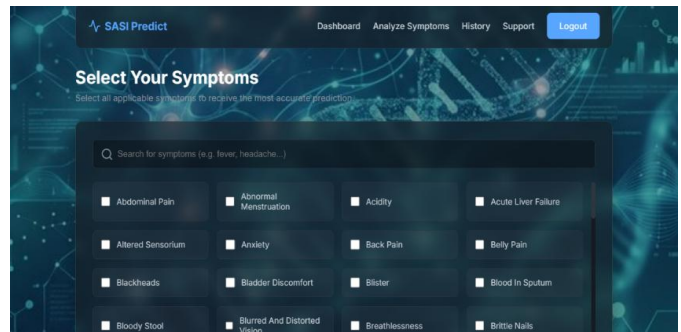 SASI Predict
Dashboard Analyze Symptoms History Support Logout
Select Your Symptoms
Select all applicable symptoms to receive the most accurate prediction.
Search for symptoms (e.g. fever, headache...)
Abdominal Pain
Abnormal
Menstruation
Acidity
Acute Liver Failure
Altered Sensorium
Anxiety
Back Pain
Belly Pain
Blackheads
Bladder Discomfort
Blister
Blood In Sputum
Bloody Stool
Blurred And Distorted
Vision
Breathlessness
Brittle Nails